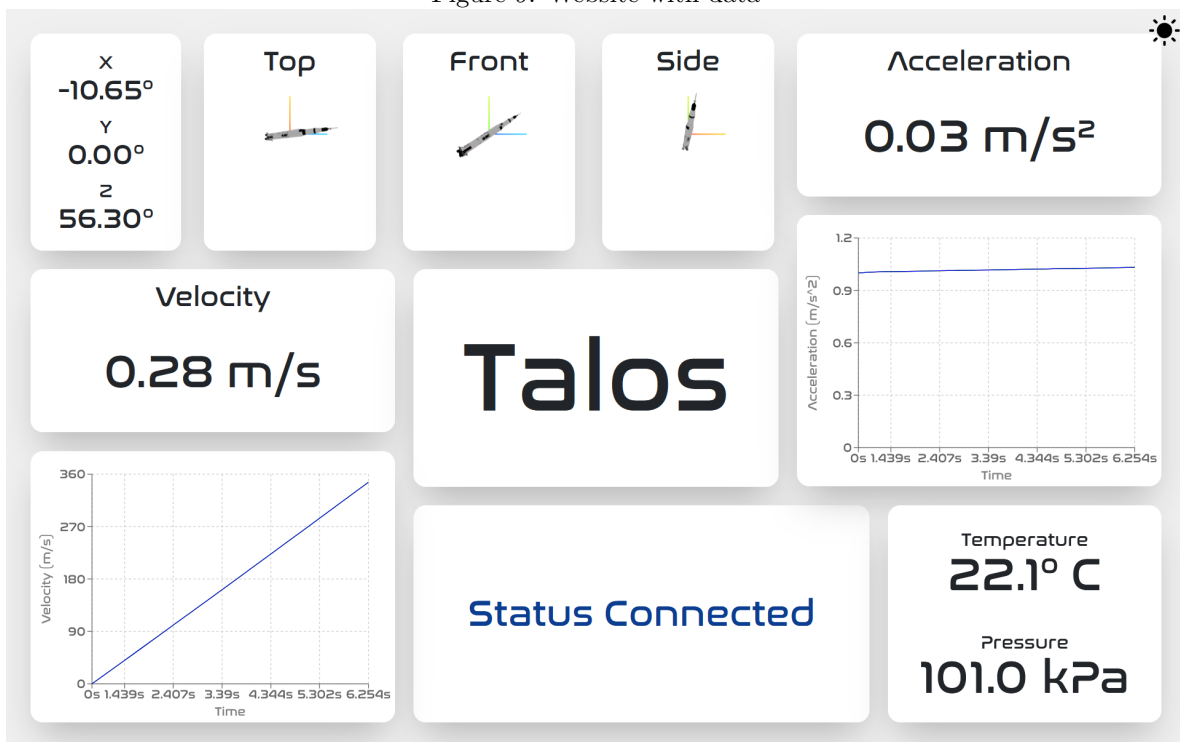 X
-10.65°
Y
0.00°
Z
56.30°
Top
Front
Side
Acceleration
0.03 m/s²
Velocity
0.28 m/s
Talos
1.2
0.9
0.6
0.3
0
Acceleration (m/s^2)
0s 1.439s 2.407s 3.39s 4.344s 5.302s 6.254s
Time
360
270
180
90
0
Velocity (m/s)
0s 1.439s 2.407s 3.39s 4.344s 5.302s 6.254s
Time
Status Connected
Temperature
22.1° C
Pressure
101.0 kPa